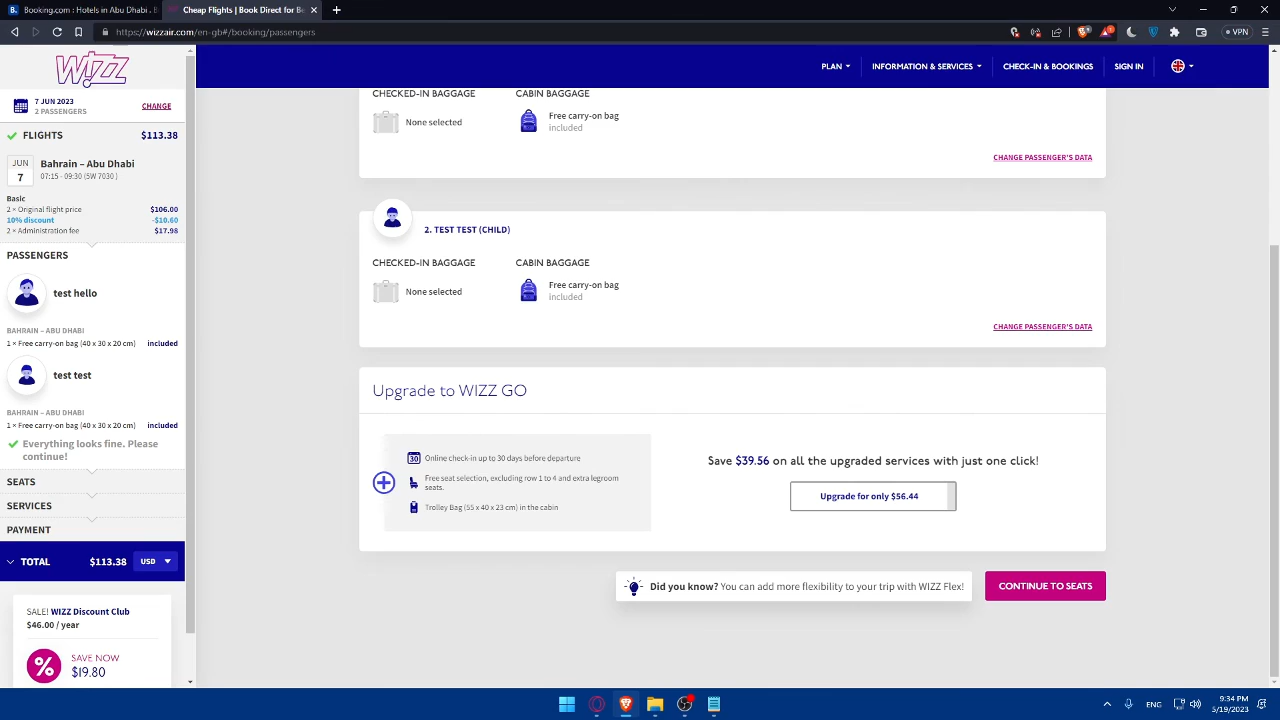 Booking.com in Abu Dhabi . B
Cheap Flights | Book Direct for Be
https://wizzair.com/en-gb#/booking/passengers
VPN
WIZZ
PLAN
INFORMATION & SERVICES
CHECK-IN & BOOKINGS
SIGN IN
7 JUN 2023
2 PASSENGERS
CHANGE
FLIGHTS
$113.38
JUN
7
Bahrain – Abu Dhabi
07:15 - 09:30 (5W 7030 )
Basic
2 × Original flight price
$106.00
10% discount
-$10.60
2 × Administration fee
$17.98
PASSENGERS
test hello
BAHRAIN – ABU DHABI
1 × Free carry-on bag (40 x 30 x 20 cm)
included
test test
BAHRAIN – ABU DHABI
1 × Free carry-on bag (40 x 30 x 20 cm)
included
Everything looks fine. Please
continue!
SEATS
SERVICES
PAYMENT
TOTAL
$113.38
USD
SALE! WIZZ Discount Club
$46.00 / year
%
SAVE NOW
$19.80
CHECKED-IN BAGGAGE
CABIN BAGGAGE
None selected
Free carry-on bag
included
CHANGE PASSENGER'S DATA
2. TEST TEST (CHILD)
CHECKED-IN BAGGAGE
CABIN BAGGAGE
None selected
Free carry-on bag
included
CHANGE PASSENGER'S DATA
Upgrade to WIZZ GO
30
Online check-in up to 30 days before departure
Free seat selection, excluding row 1 to 4 and extra legroom
seats.
Trolley Bag (55 x 40 x 23 cm) in the cabin
Save $39.56 on all the upgraded services with just one click!
Upgrade for only $56.44
Did you know? You can add more flexibility to your trip with WIZZ Flex!
CONTINUE TO SEATS
ENG
9:34 PM
5/19/2023